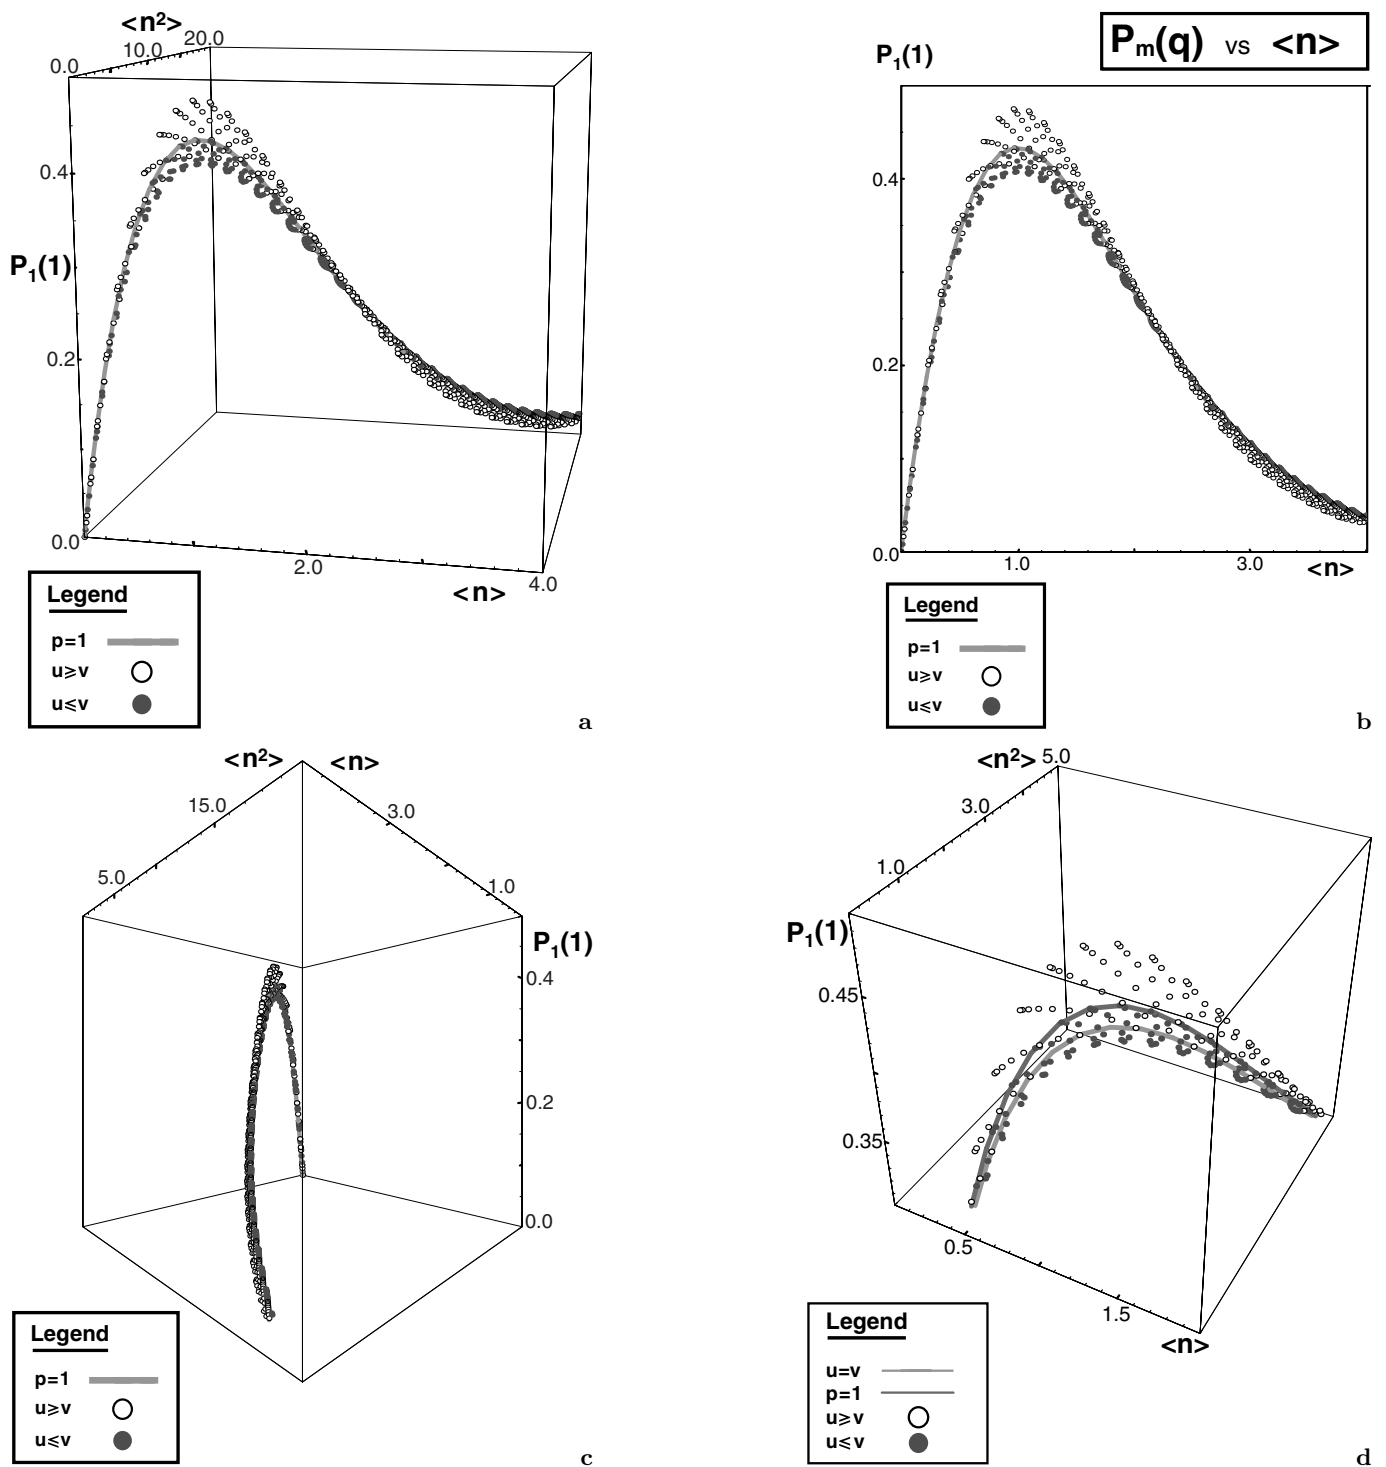 <n²>
0.0 10.0 20.0
0.4
P₁(1)
0.2
0.0
2.0
<n> 4.0
Legend
p=1
u⩾v
u⩽v
a
P₁(1)
Pₘ(q) vs <n>
0.4
0.2
0.0
1.0 3.0 <n>
Legend
p=1
u⩾v
u⩽v
b
<n²> <n>
15.0 3.0
5.0 1.0
P₁(1)
0.4
0.2
0.0
Legend
p=1
u⩾v
u⩽v
c
<n²> 5.0
3.0
1.0
P₁(1)
0.45
0.35
0.5
1.5
<n>
Legend
u=v
p=1
u⩾v
u⩽v
d